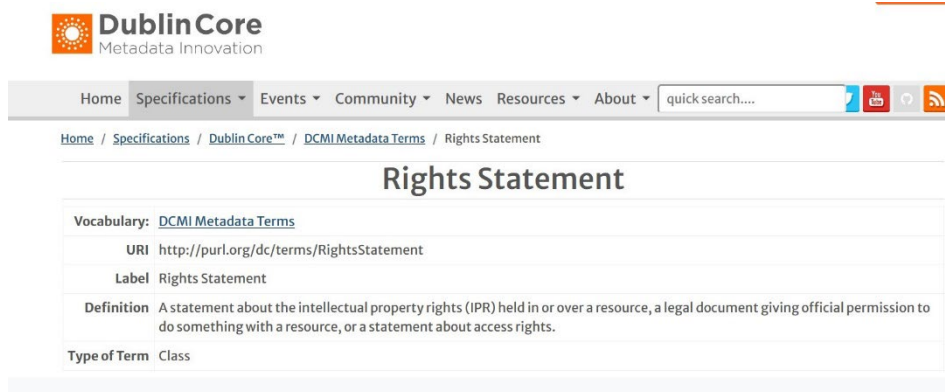 Dublin Core
Metadata Innovation
Home Specifications Events Community News Resources About quick search....
Home / Specifications / Dublin Core™ / DCMI Metadata Terms / Rights Statement
Rights Statement
Vocabulary: DCMI Metadata Terms
URI http://purl.org/dc/terms/RightsStatement
Label Rights Statement
Definition A statement about the intellectual property rights (IPR) held in or over a resource, a legal document giving official permission to
do something with a resource, or a statement about access rights.
Type of Term Class